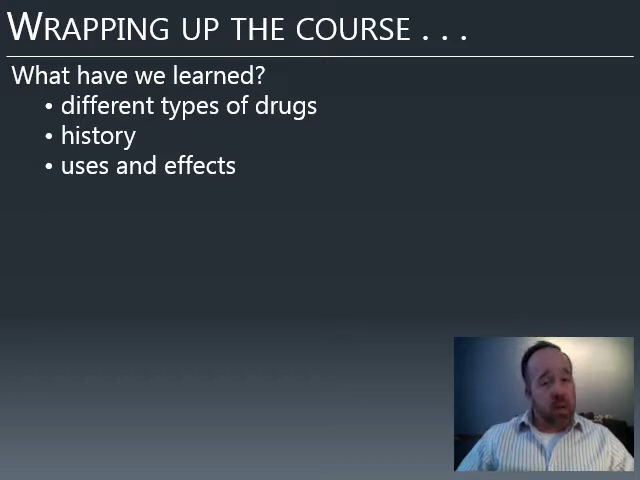 WRAPPING UP THE COURSE . . .
What have we learned?
• different types of drugs
• history
• uses and effects